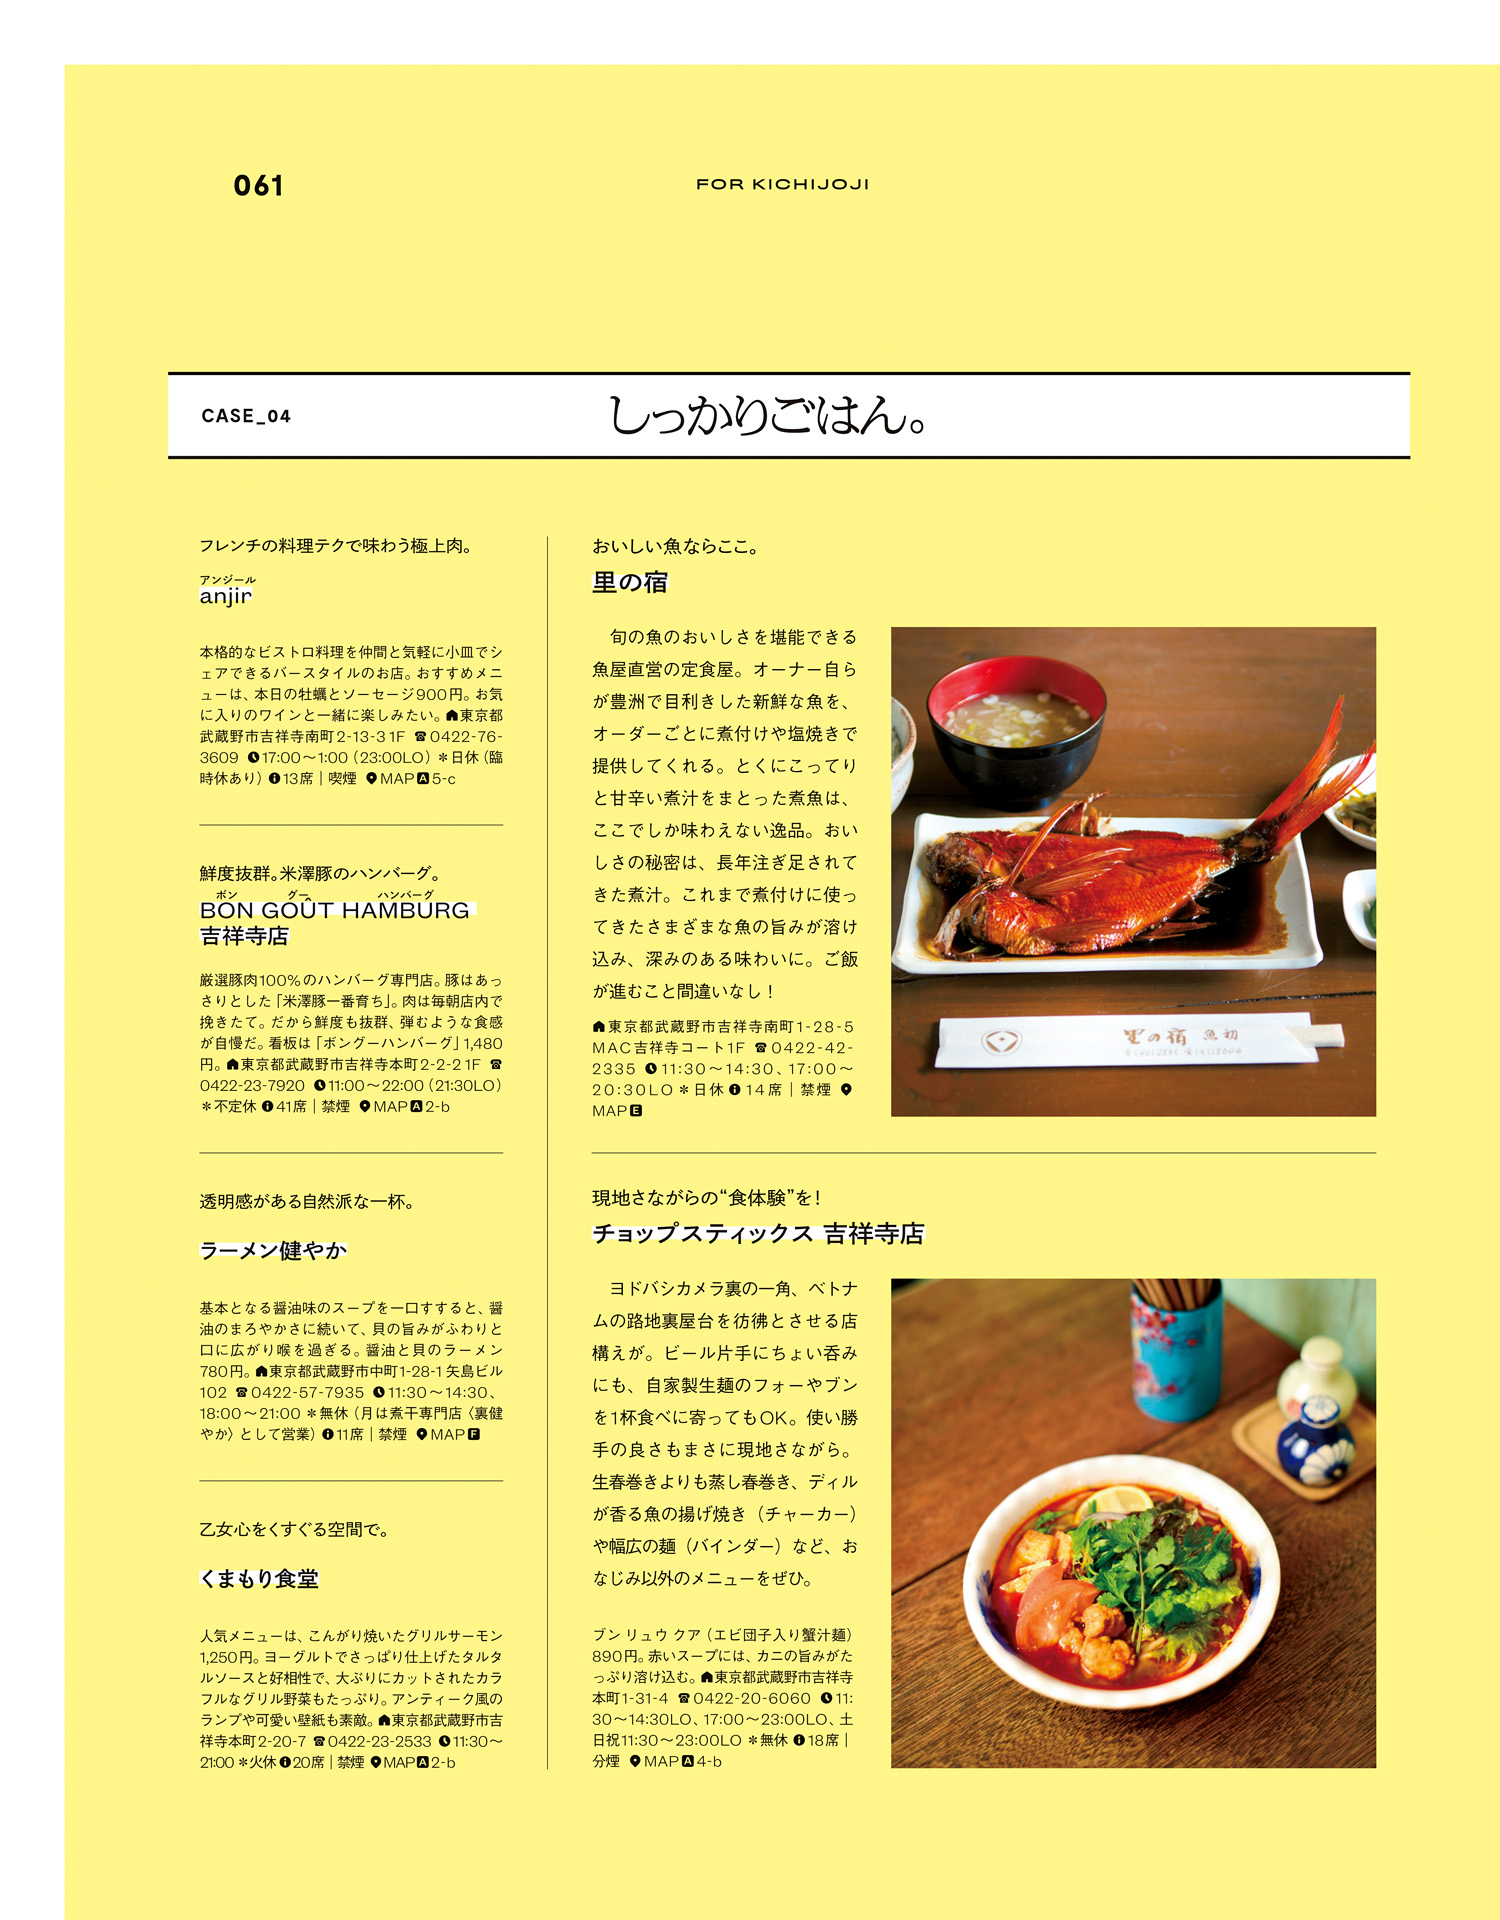 061
FOR KICHIJOJI
CASE_04
しっかりごはん。
フレンチの料理テクで味わう極上肉。
アンジール
anjir
本格的なビストロ料理を仲間と気軽に小皿でシ
ェアできるバースタイルのお店。おすすめメニ
ューは、本日の牡蠣とソーセージ900円。お気
に入りのワインと一緒に楽しみたい。東京都
武蔵野市吉祥寺南町2-13-3 1F ☎0422-76-
3609 17:00〜1:00（23:00LO）＊日休（臨
時休あり）13席｜喫煙 MAP A 5-c
鮮度抜群。米澤豚のハンバーグ。
ボン グー ハンバーグ
BON GOÛT HAMBURG
吉祥寺店
厳選豚肉100%のハンバーグ専門店。豚はあっ
さりとした「米澤豚一番育ち」。肉は毎朝店内で
挽きたて。だから鮮度も抜群、弾むような食感
が自慢だ。看板は「ボングーハンバーグ」1,480
円。東京都武蔵野市吉祥寺本町2-2-2 1F ☎
0422-23-7920 11:00〜22:00（21:30LO）
＊不定休 41席｜禁煙 MAP A 2-b
透明感がある自然派な一杯。
ラーメン健やか
基本となる醤油味のスープを一口すすると、醤
油のまろやかさに続いて、貝の旨みがふわりと
口に広がり喉を過ぎる。醤油と貝のラーメン
780円。東京都武蔵野市中町1-28-1 矢島ビル
102 ☎0422-57-7935 11:30〜14:30、
18:00〜21:00 ＊無休（月は煮干専門店〈裏健
やか〉として営業）11席｜禁煙 MAP F
乙女心をくすぐる空間で。
くまもり食堂
人気メニューは、こんがり焼いたグリルサーモン
1,250円。ヨーグルトでさっぱり仕上げたタルタ
ルソースと好相性で、大ぶりにカットされたカラ
フルなグリル野菜もたっぷり。アンティーク風の
ランプや可愛い壁紙も素敵。東京都武蔵野市吉
祥寺本町2-20-7 ☎0422-23-2533 11:30〜
21:00 ＊火休 20席｜禁煙 MAP A 2-b
おいしい魚ならここ。
里の宿
旬の魚のおいしさを堪能できる
魚屋直営の定食屋。オーナー自ら
が豊洲で目利きした新鮮な魚を、
オーダーごとに煮付けや塩焼きで
提供してくれる。とくにこってり
と甘辛い煮汁をまとった煮魚は、
ここでしか味わえない逸品。おい
しさの秘密は、長年注ぎ足されて
きた煮汁。これまで煮付けに使っ
てきたさまざまな魚の旨みが溶け
込み、深みのある味わいに。ご飯
が進むこと間違いなし！
東京都武蔵野市吉祥寺南町1-28-5
MAC吉祥寺コート1F ☎0422-42-
2335 11:30〜14:30、17:00〜
20:30LO ＊日休 14席｜禁煙
MAP E
里の宿 魚初
現地さながらの“食体験”を！
チョップスティックス 吉祥寺店
ヨドバシカメラ裏の一角、ベトナ
ムの路地裏屋台を彷彿とさせる店
構えが。ビール片手にちょい呑み
にも、自家製生麺のフォーやブン
を1杯食べに寄ってもOK。使い勝
手の良さもまさに現地さながら。
生春巻きよりも蒸し春巻き、ディル
が香る魚の揚げ焼き（チャーカー）
や幅広の麺（バインダー）など、お
なじみ以外のメニューをぜひ。
ブン リュウ クア（エビ団子入り蟹汁麺）
890円。赤いスープには、カニの旨みがた
っぷり溶け込む。東京都武蔵野市吉祥寺
本町1-31-4 ☎0422-20-6060 11:
30〜14:30LO、17:00〜23:00LO、土
日祝11:30〜23:00LO ＊無休 18席｜
分煙 MAP A 4-b